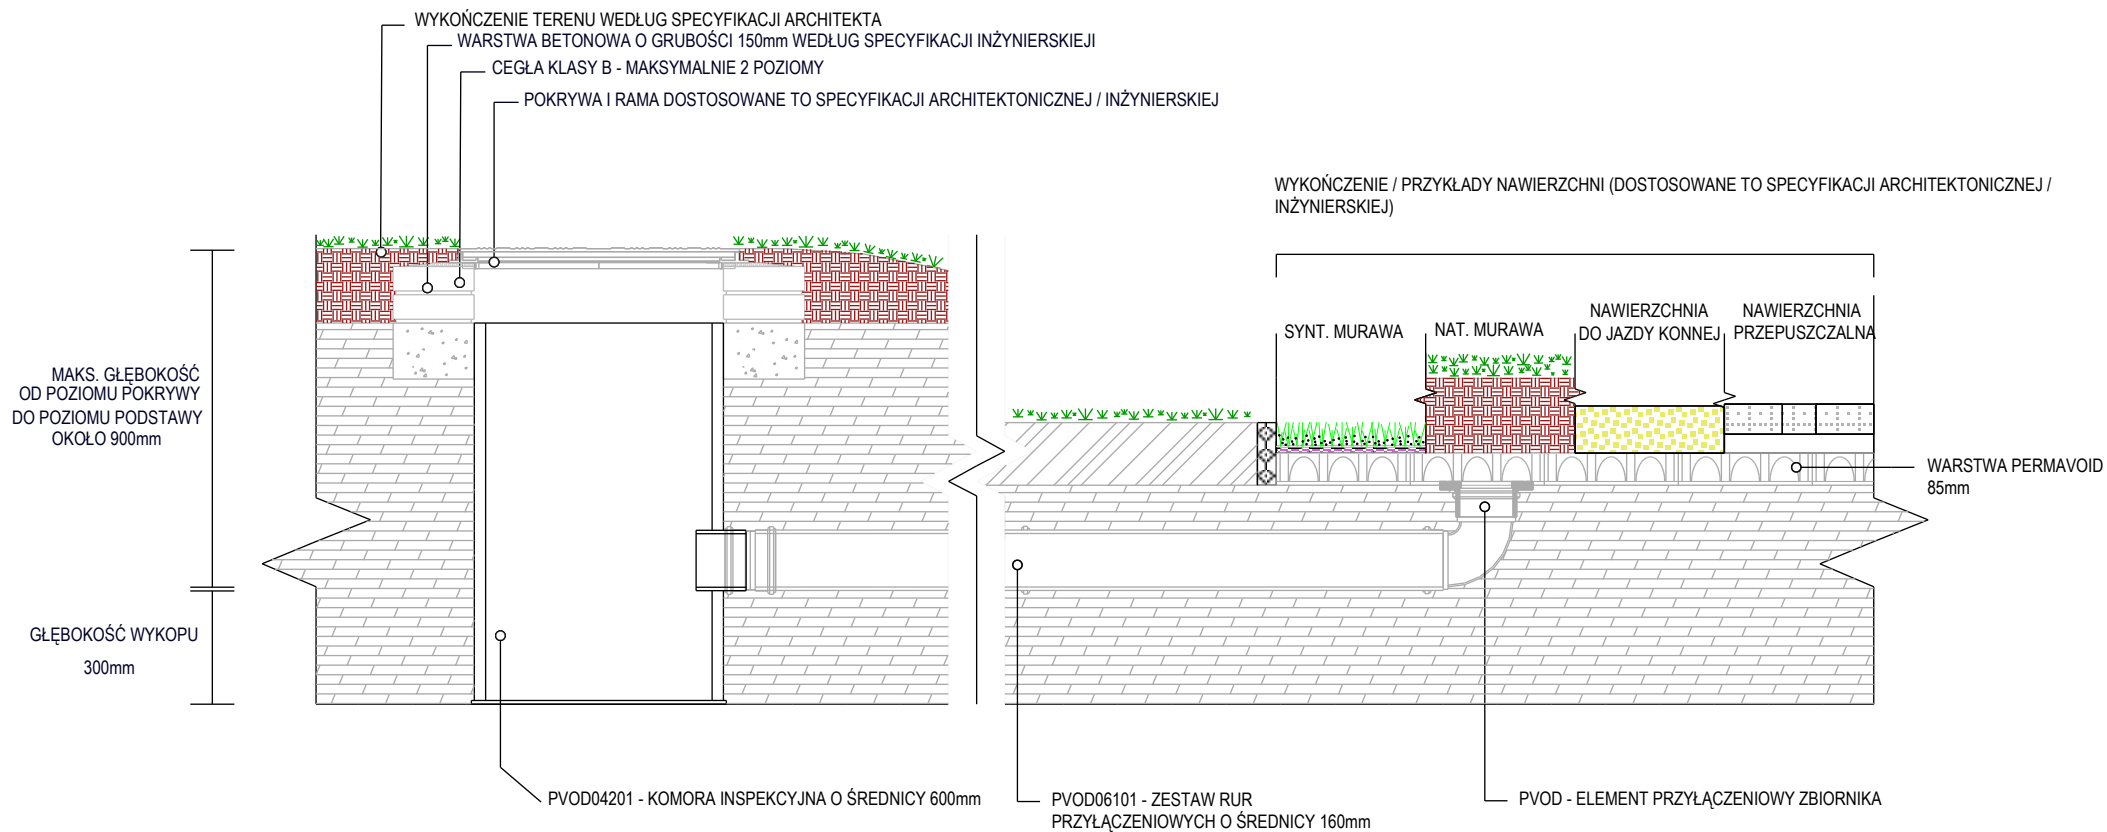 WYKOŃCZENIE TERENU WEDŁUG SPECYFIKACJI ARCHITEKTA
WARSTWA BETONOWA O GRUBOŚCI 150mm WEDŁUG SPECYFIKACJI INŻYNIERSKIEJI
CEGŁA KLASY B - MAKSYMALNIE 2 POZIOMY
POKRYWA I RAMA DOSTOSOWANE TO SPECYFIKACJI ARCHITEKTONICZNEJ / INŻYNIERSKIEJ
WYKOŃCZENIE / PRZYKŁADY NAWIERZCHNI (DOSTOSOWANE TO SPECYFIKACJI ARCHITEKTONICZNEJ /
INŻYNIERSKIEJ)
SYNT. MURAWA
NAT. MURAWA
NAWIERZCHNIA
DO JAZDY KONNEJ
NAWIERZCHNIA
PRZEPUSZCZALNA
MAKS. GŁĘBOKOŚĆ
OD POZIOMU POKRYWY
DO POZIOMU PODSTAWY
OKOŁO 900mm
WARSTWA PERMAVOID
85mm
GŁĘBOKOŚĆ WYKOPU
300mm
PVOD04201 - KOMORA INSPEKCYJNA O ŚREDNICY 600mm
PVOD06101 - ZESTAW RUR
PRZYŁĄCZENIOWYCH O ŚREDNICY 160mm
PVOD - ELEMENT PRZYŁĄCZENIOWY ZBIORNIKA